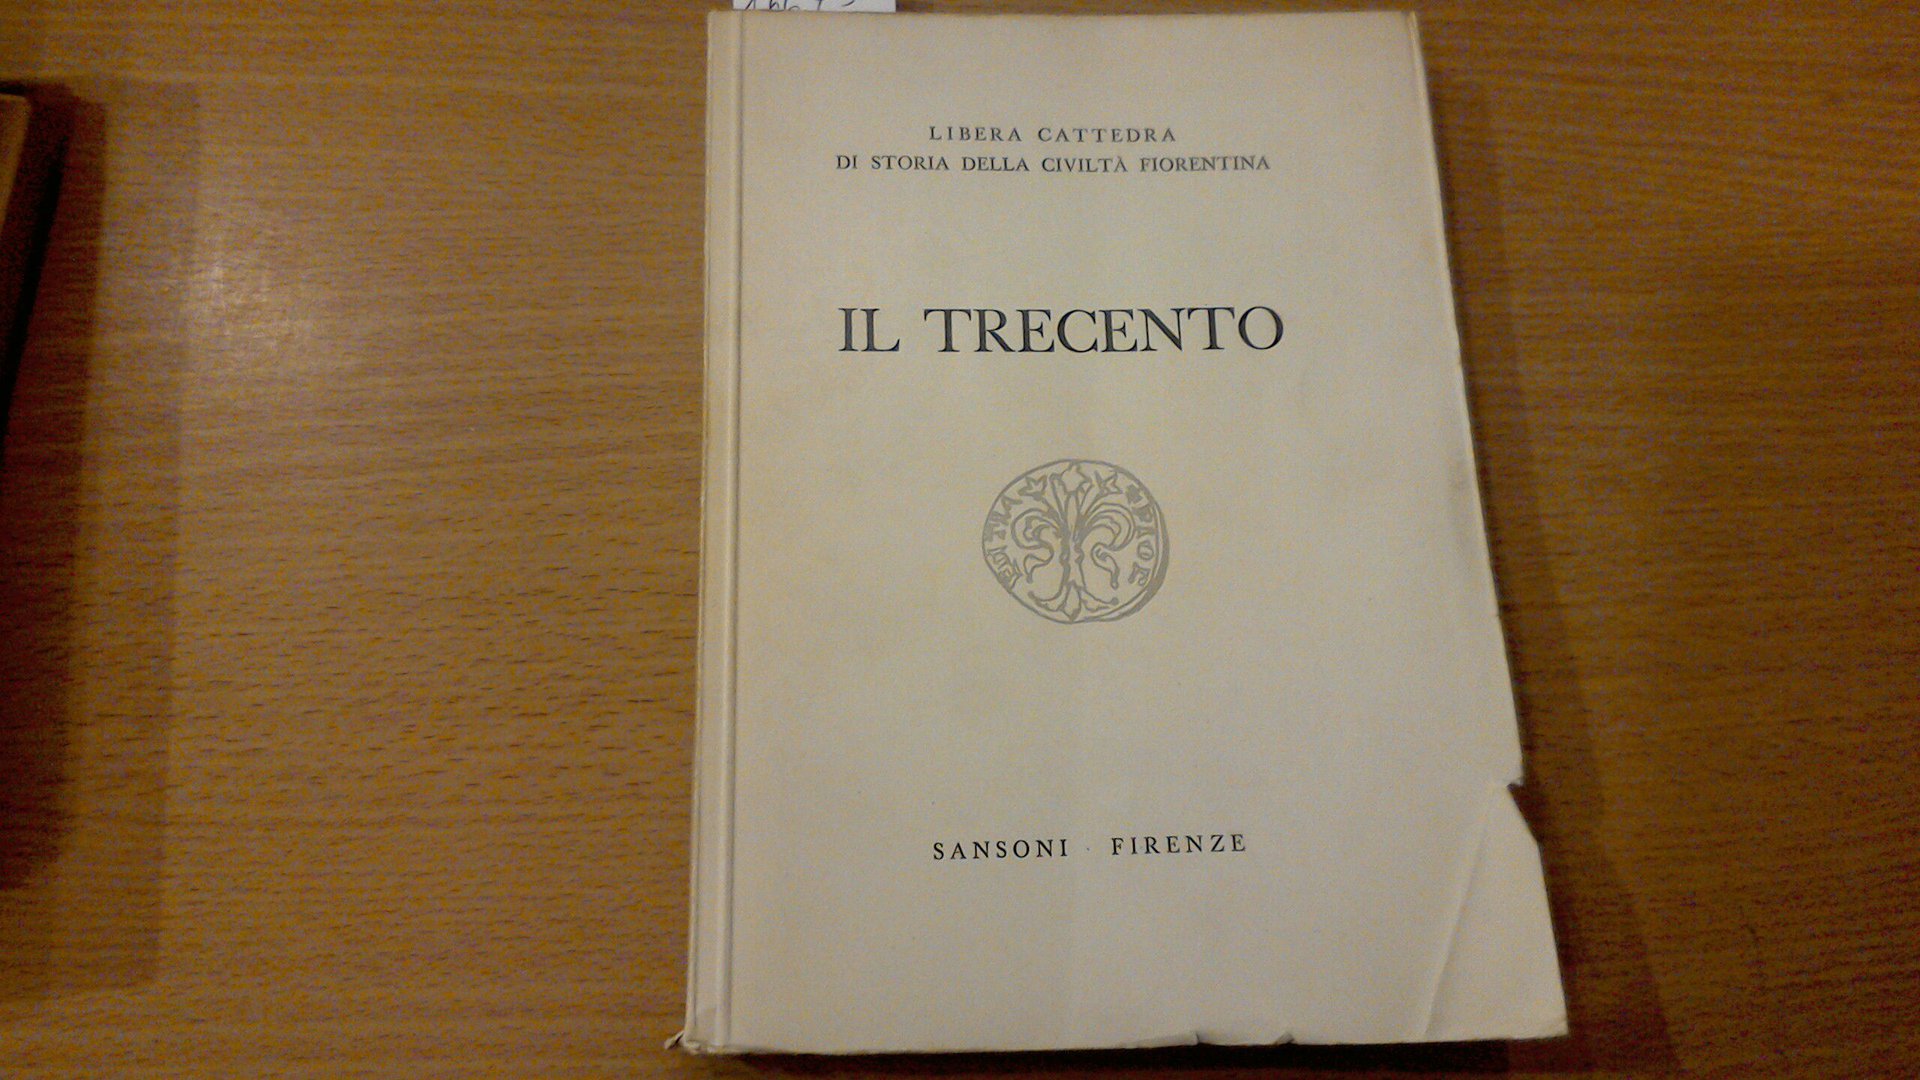 LIBERA CATTEDRA
DI STORIA DELLA CIVILTÀ FIORENTINA
IL TRECENTO
SANSONI · FIRENZE